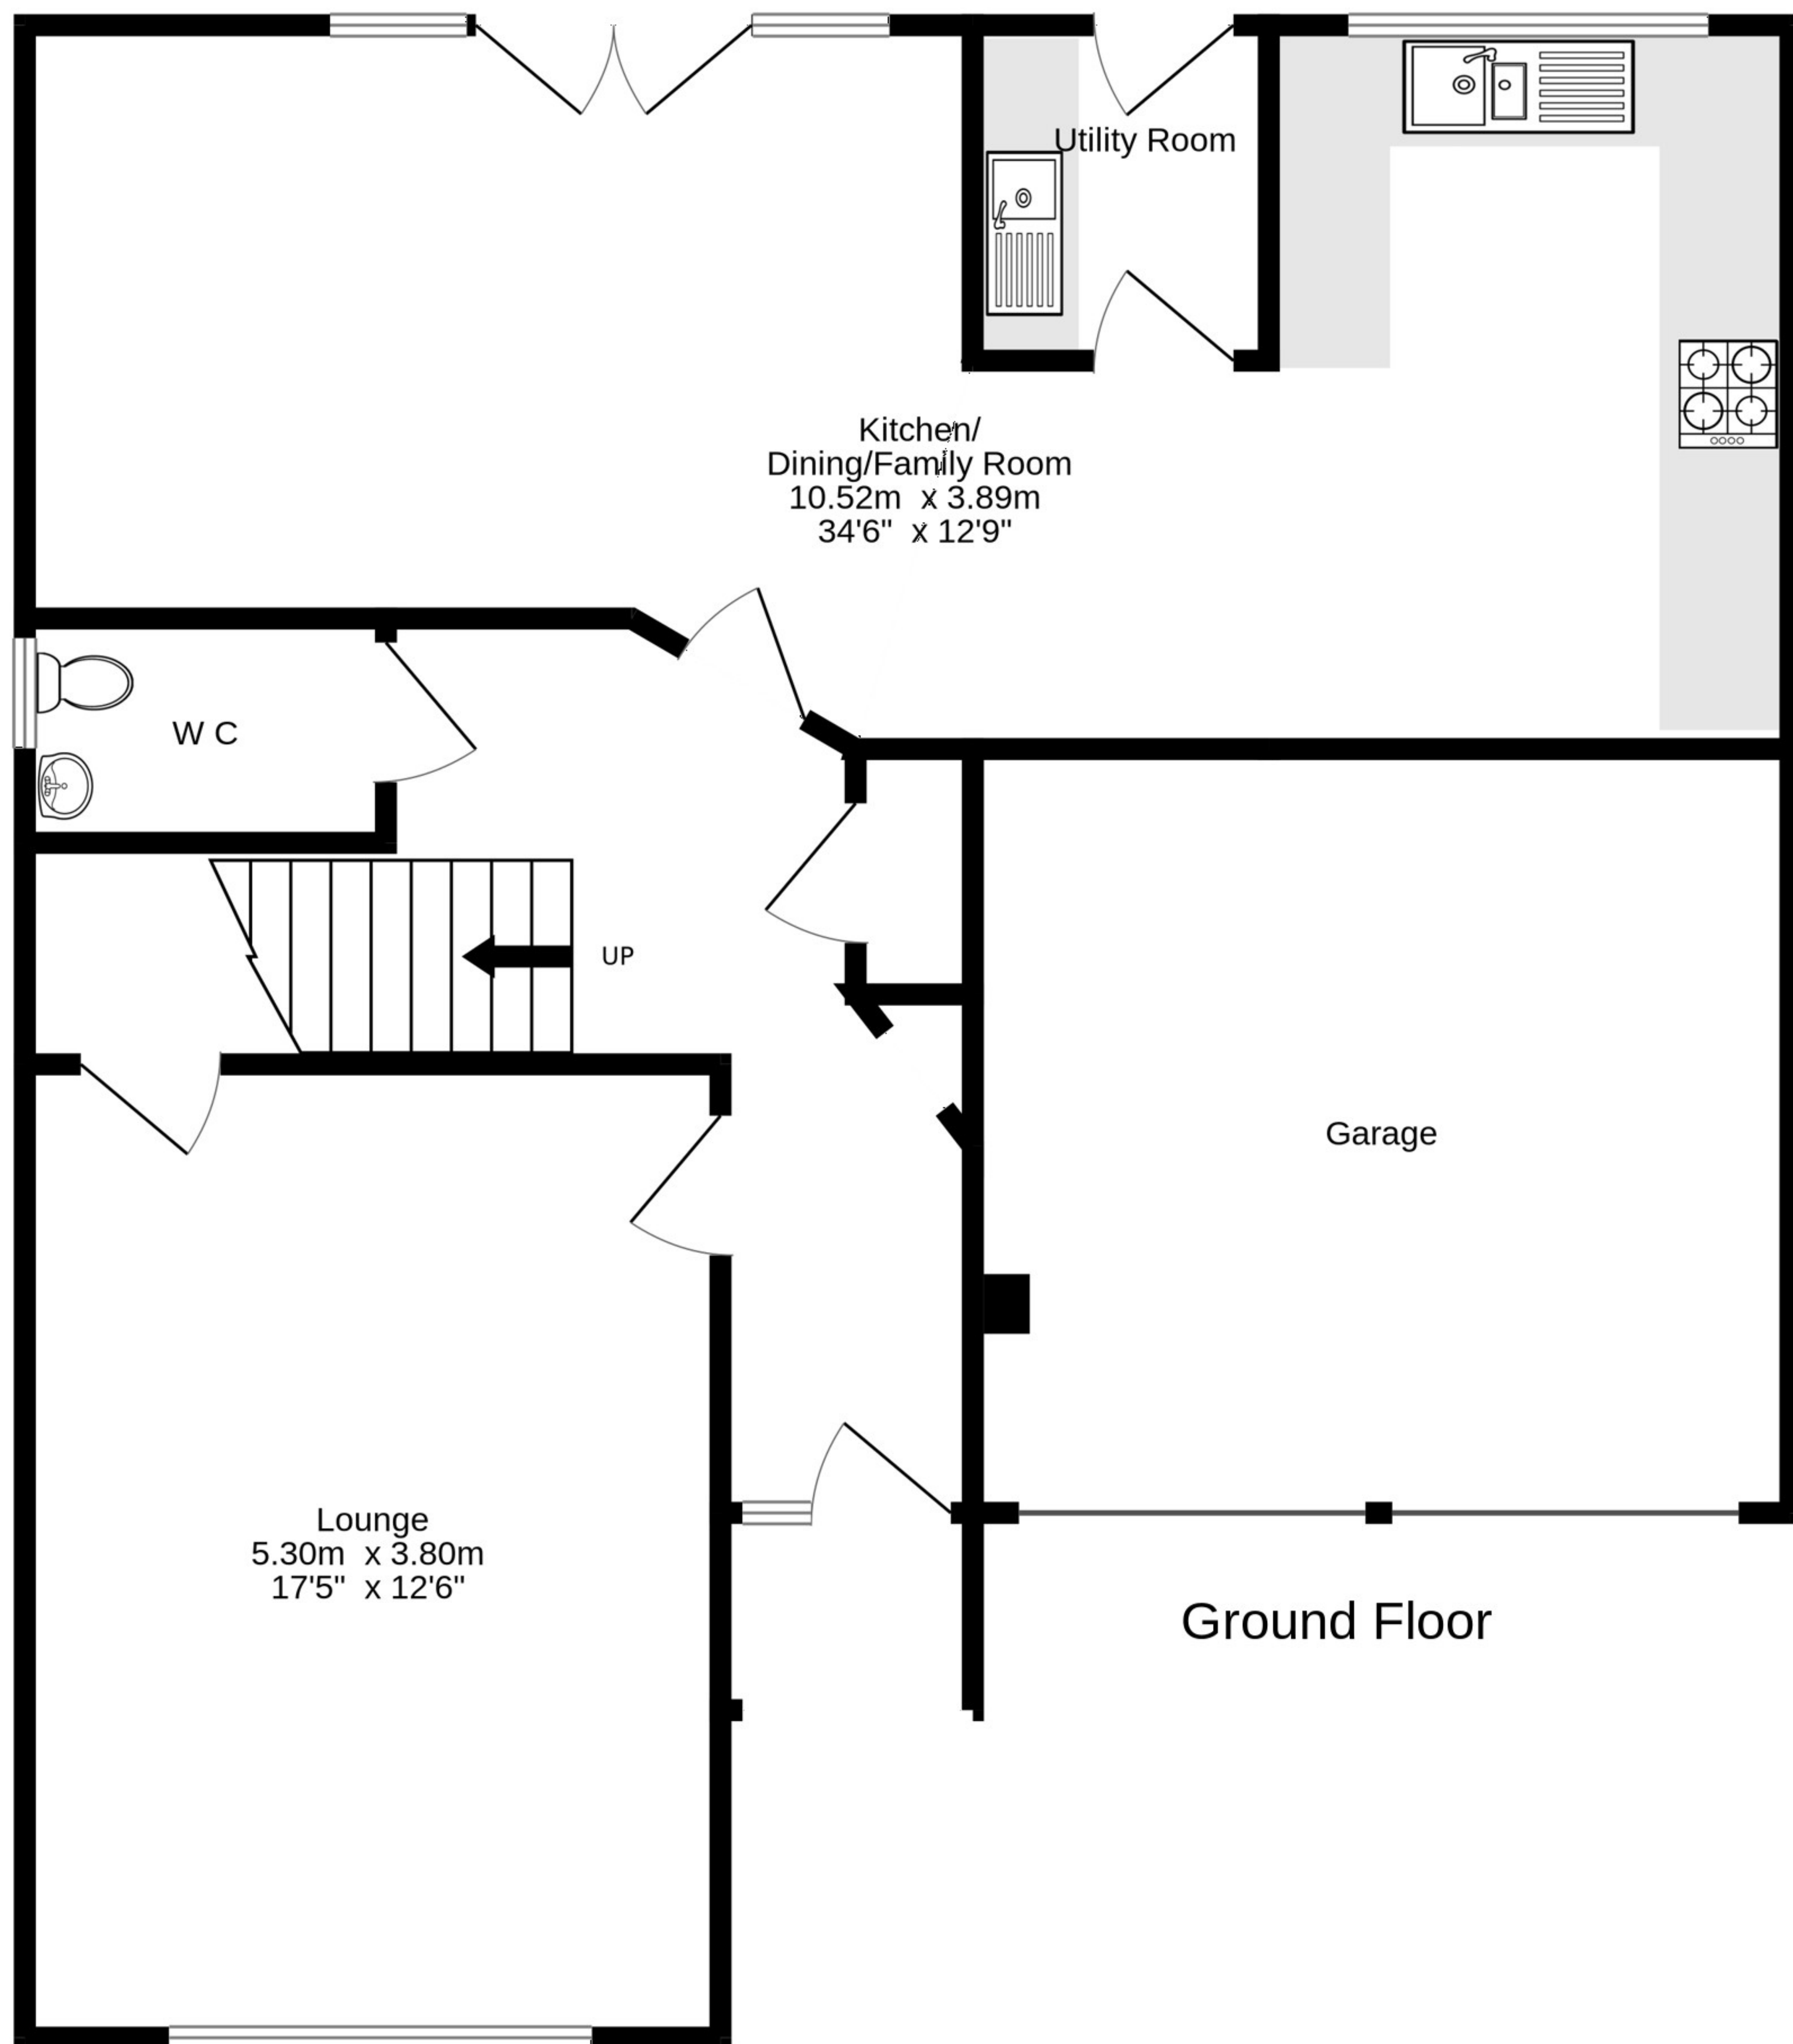 Utility Room
Kitchen/
Dining/Family Room
10.52m x 3.89m
34'6" x 12'9"
W C
UP
Garage
Lounge
5.30m x 3.80m
17'5" x 12'6"
Ground Floor